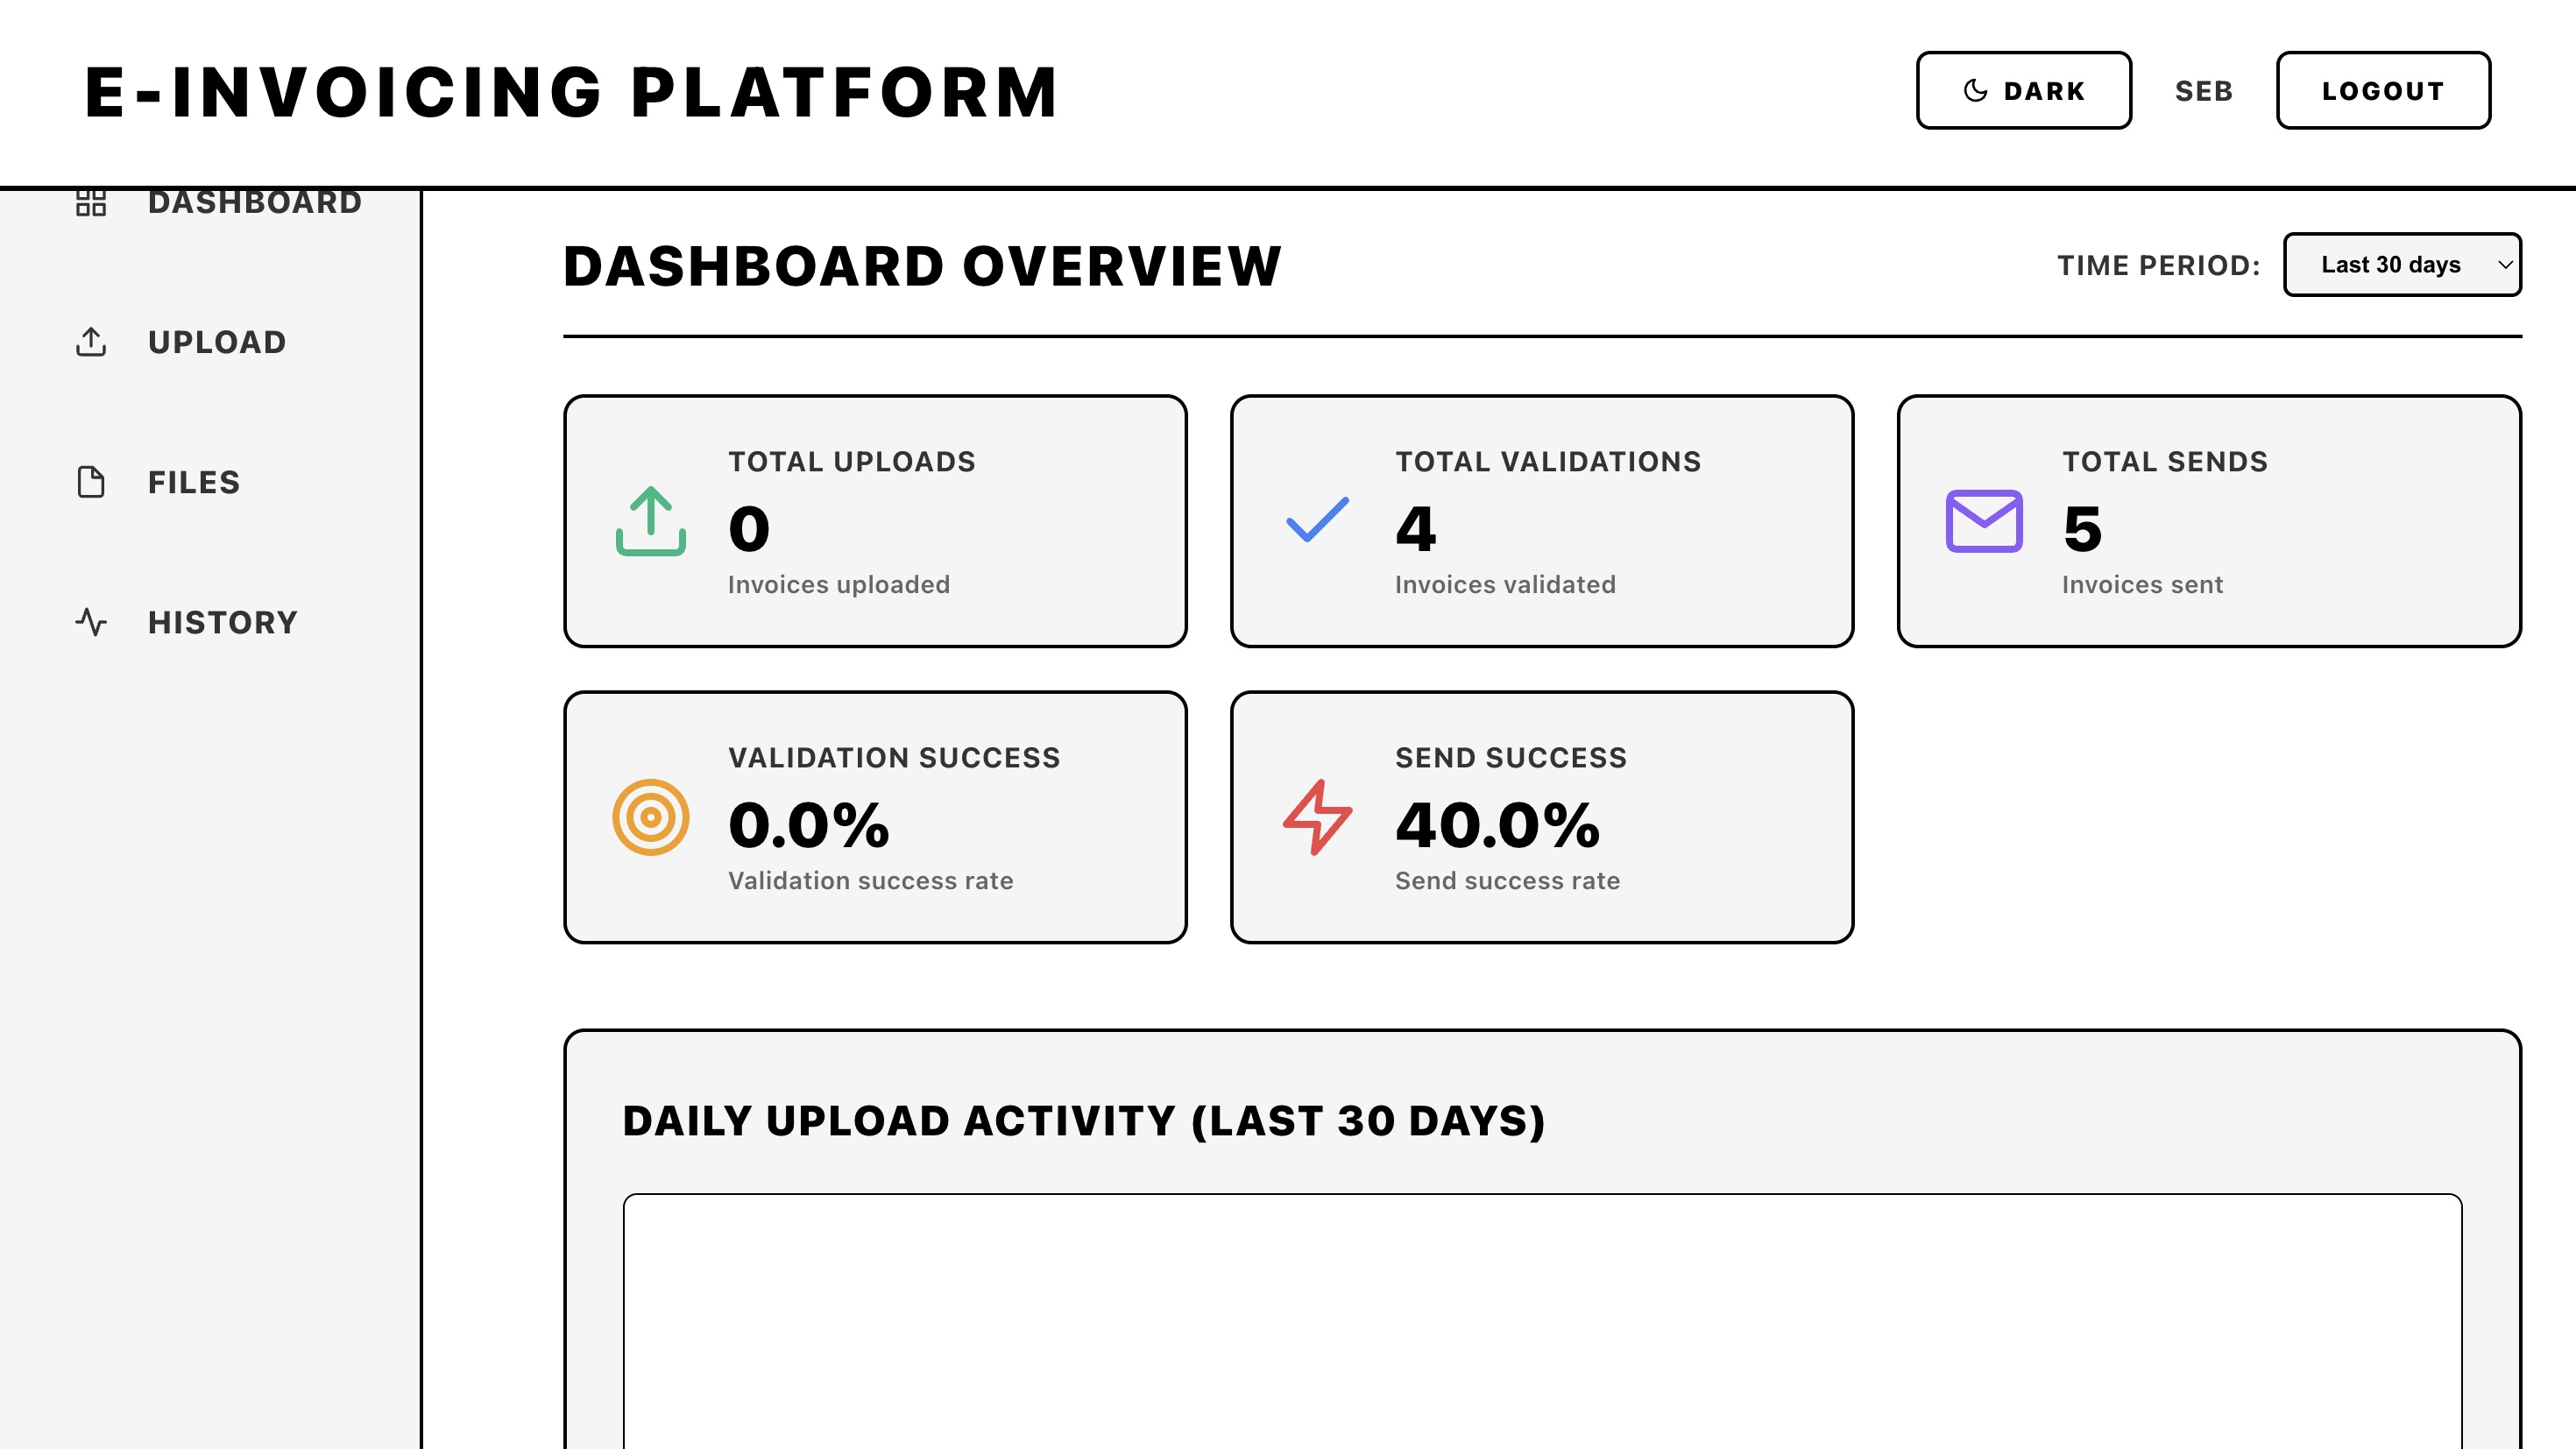 E-INVOICING PLATFORM
DARK
SEB
LOGOUT
DASHBOARD
UPLOAD
FILES
HISTORY
DASHBOARD OVERVIEW
TIME PERIOD:
Last 30 days
TOTAL UPLOADS
0
Invoices uploaded
TOTAL VALIDATIONS
4
Invoices validated
TOTAL SENDS
5
Invoices sent
VALIDATION SUCCESS
0.0%
Validation success rate
SEND SUCCESS
40.0%
Send success rate
DAILY UPLOAD ACTIVITY (LAST 30 DAYS)